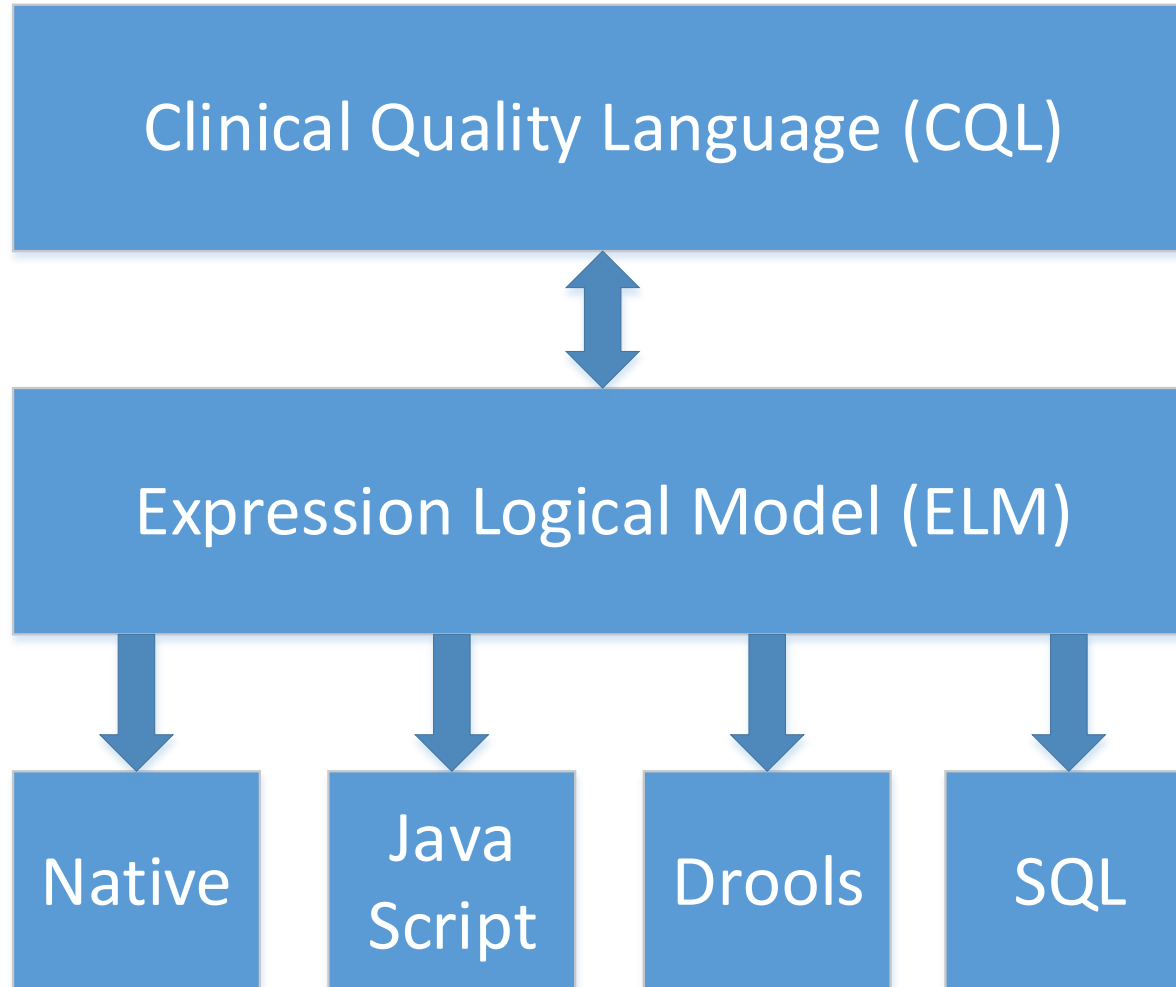 Clinical Quality Language (CQL)
Expression Logical Model (ELM)
Native
Java
Script
Drools
SQL